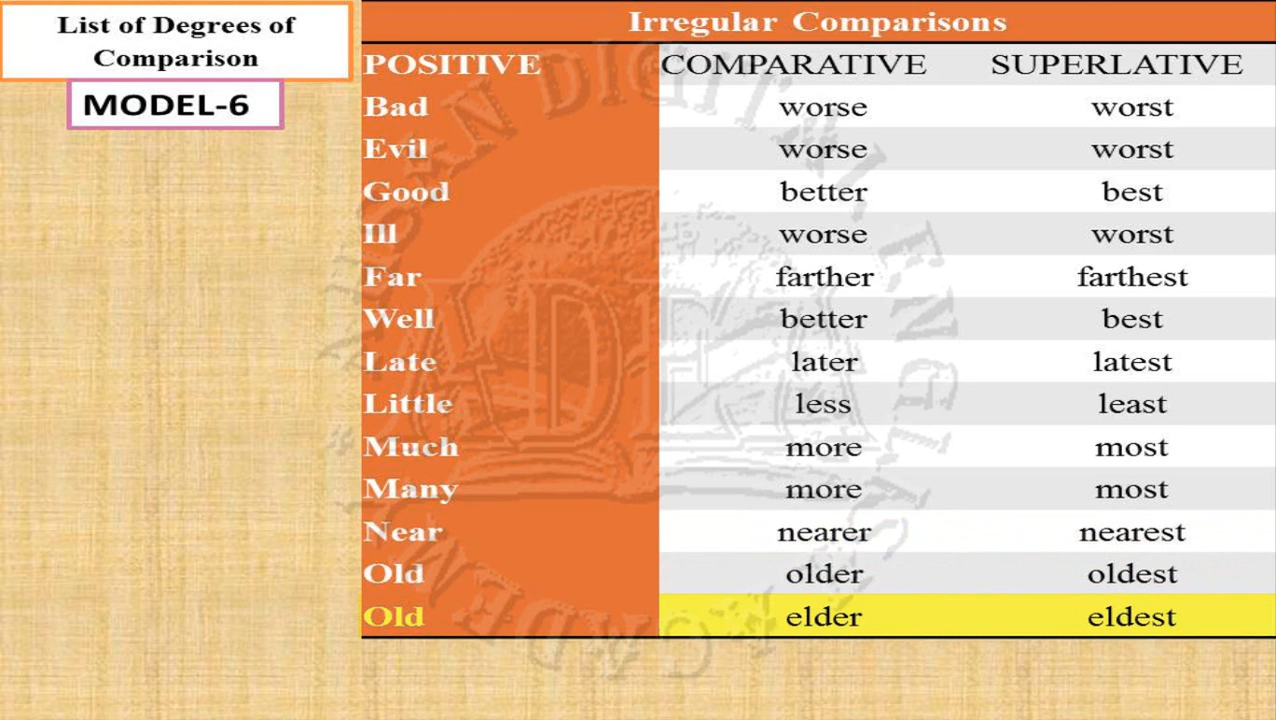 List of Degrees of
Comparison
MODEL-6
Irregular Comparisons
POSITIVE COMPARATIVE SUPERLATIVE
Bad worse worst
Evil worse worst
Good better best
Ill worse worst
Far farther farthest
Well better best
Late later latest
Little less least
Much more most
Many more most
Near nearer nearest
Old older oldest
Old elder eldest